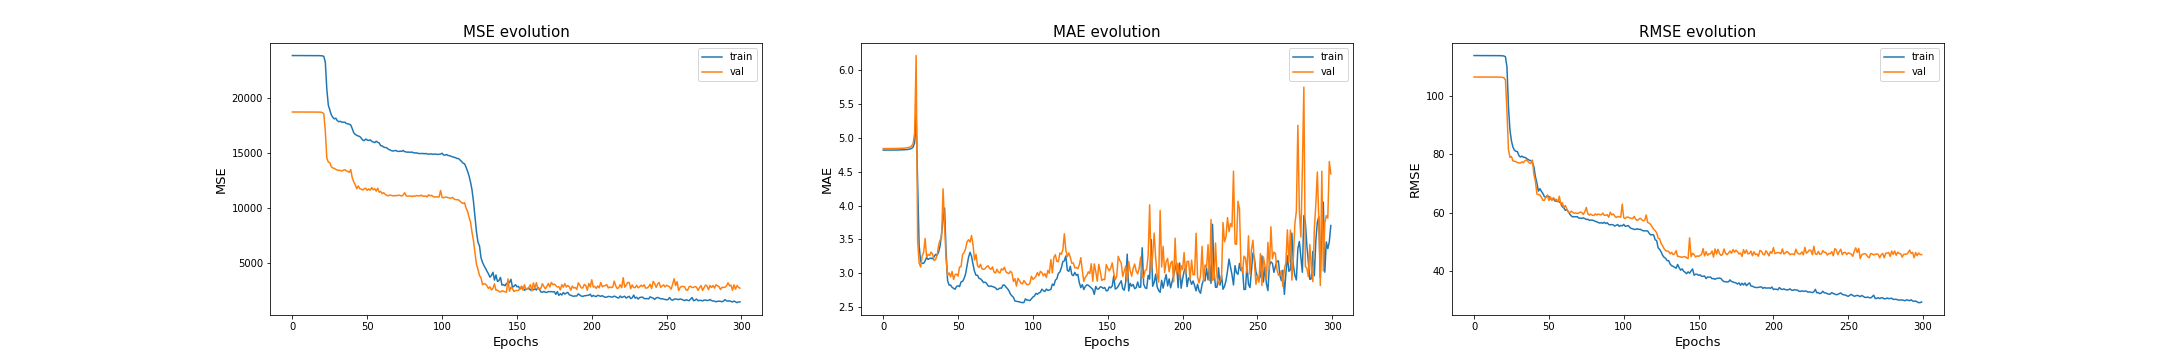 MSE evolution
MSE
20000
15000
10000
5000
0
50
100
150
200
250
300
Epochs
train
val
MAE evolution
MAE
6.0
5.5
5.0
4.5
4.0
3.5
3.0
2.5
0
50
100
150
200
250
300
Epochs
train
val
RMSE evolution
RMSE
100
80
60
40
0
50
100
150
200
250
300
Epochs
train
val